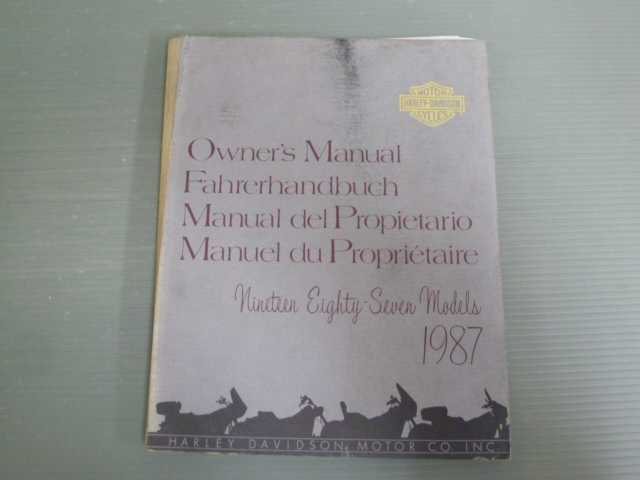 MOTOR
HARLEY-DAVIDSON
CYCLES
Owner's Manual
Fahrerhandbuch
Manual del Propietario
Manuel du Propriétaire
Nineteen Eighty-Seven Models
1987
HARLEY DAVIDSON MOTOR CO. INC.